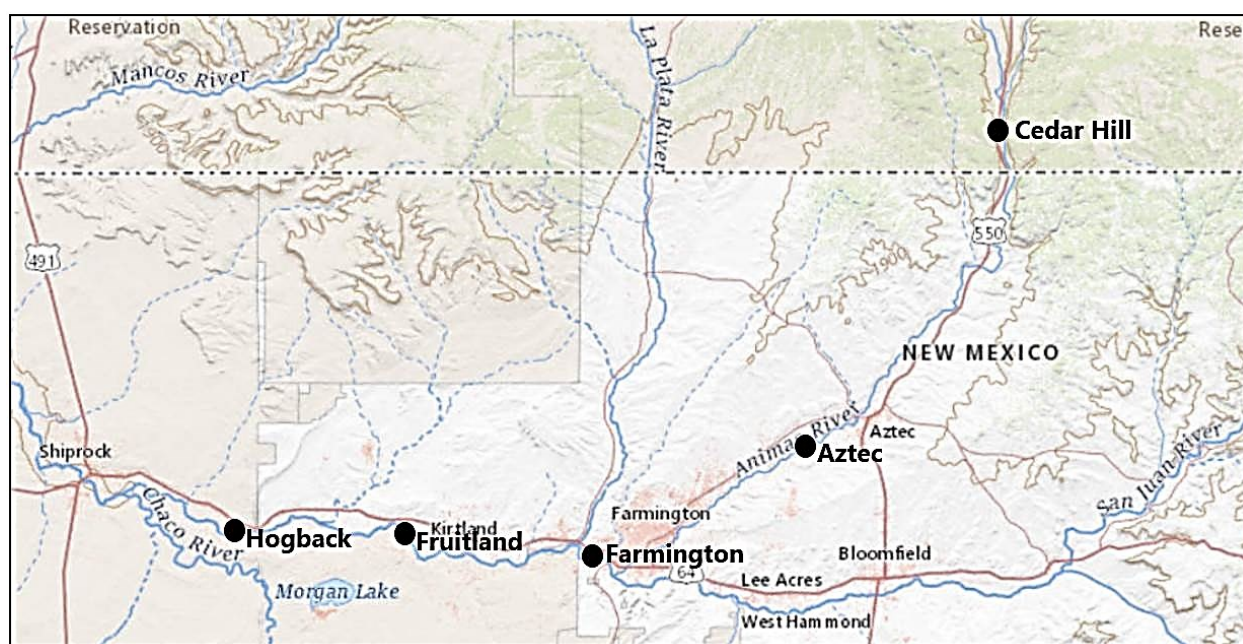 Reservation
Rese
Mancos River
La Plata River
Cedar Hill
1900
550
491
1900
NEW MEXICO
Animas River
Aztec
Aztec
Shiprock
San Juan River
Chaco River
Farmington
Hogback
Kirtland
Fruitland
Farmington
Bloomfield
64
Lee Acres
Morgan Lake
West Hammond